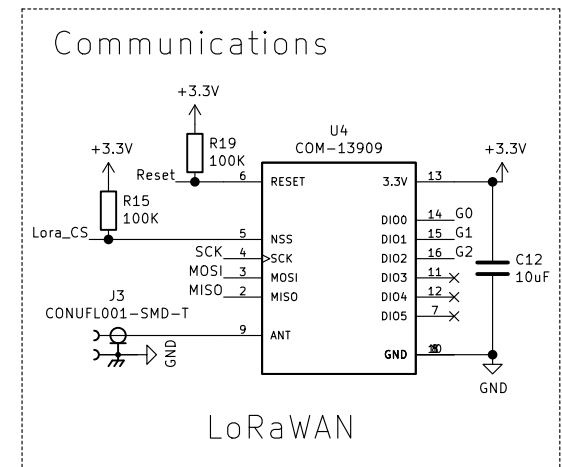 Communications
+3.3V
R19
100K
Reset
+3.3V
R15
100K
Lora_CS
U4
COM-13909
6 RESET
3.3V 13
+3.3V
DIO0 14 G0
5 NSS
DIO1 15 G1
SCK 4 SCK
DIO2 16 G2
MOSI 3 MOSI
DIO3 11
MISO 2 MISO
DIO4 12
DIO5 7
C12
10uF
J3
CONUFL001-SMD-T
9 ANT
GND
GND
GND
LoRaWAN